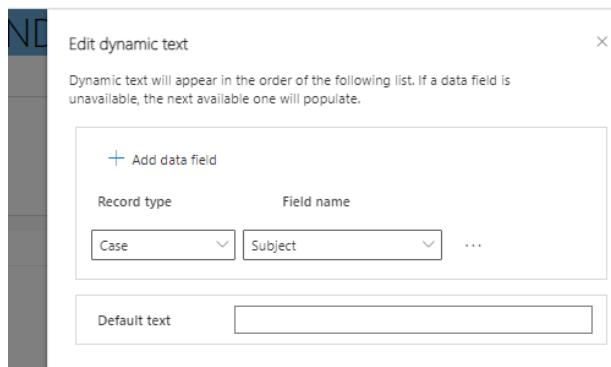 ND
Edit dynamic text
Dynamic text will appear in the order of the following list. If a data field is
unavailable, the next available one will populate.
Add data field
Record type Field name
Case Subject
Default text